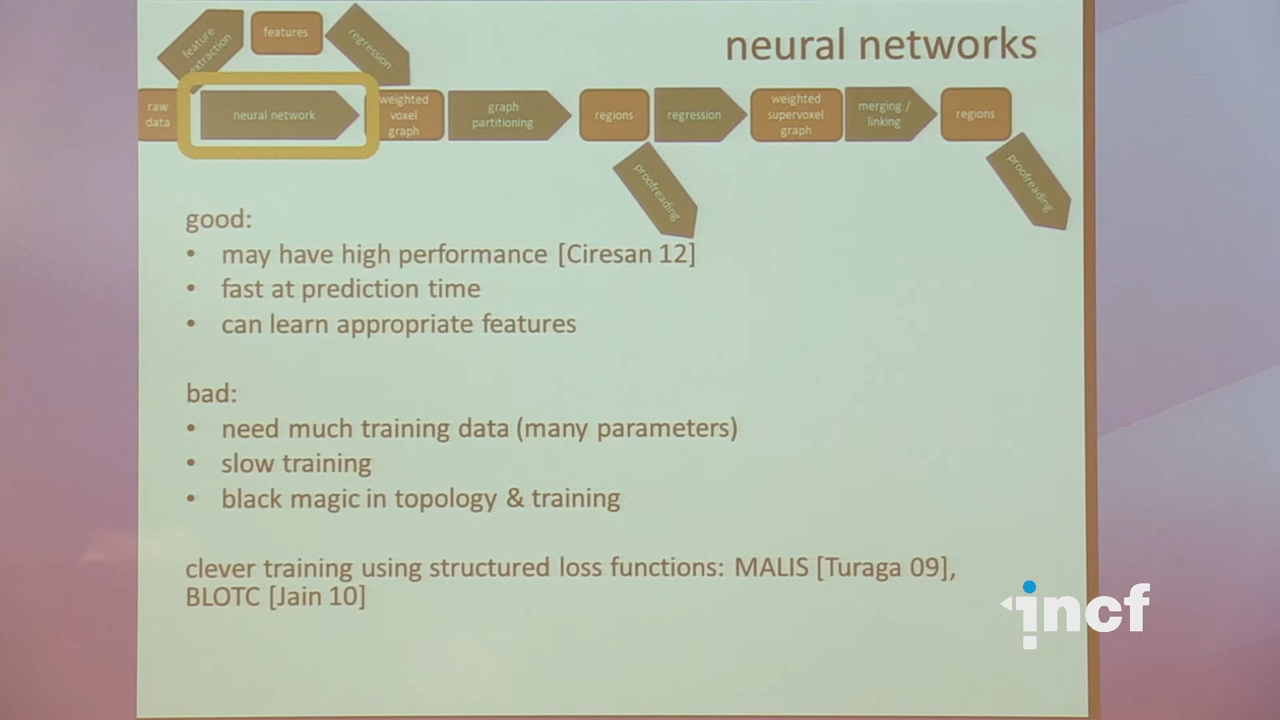 neural networks
feature
extraction
features
regression
raw
data
neural network
weighted
voxel
graph
graph
partitioning
regions
regression
weighted
supervoxel
graph
merging /
linking
regions
proofreading
proofreading
good:
• may have high performance [Ciresan 12]
• fast at prediction time
• can learn appropriate features
bad:
• need much training data (many parameters)
• slow training
• black magic in topology & training
clever training using structured loss functions: MALIS [Turaga 09],
BLOTC [Jain 10]
incf